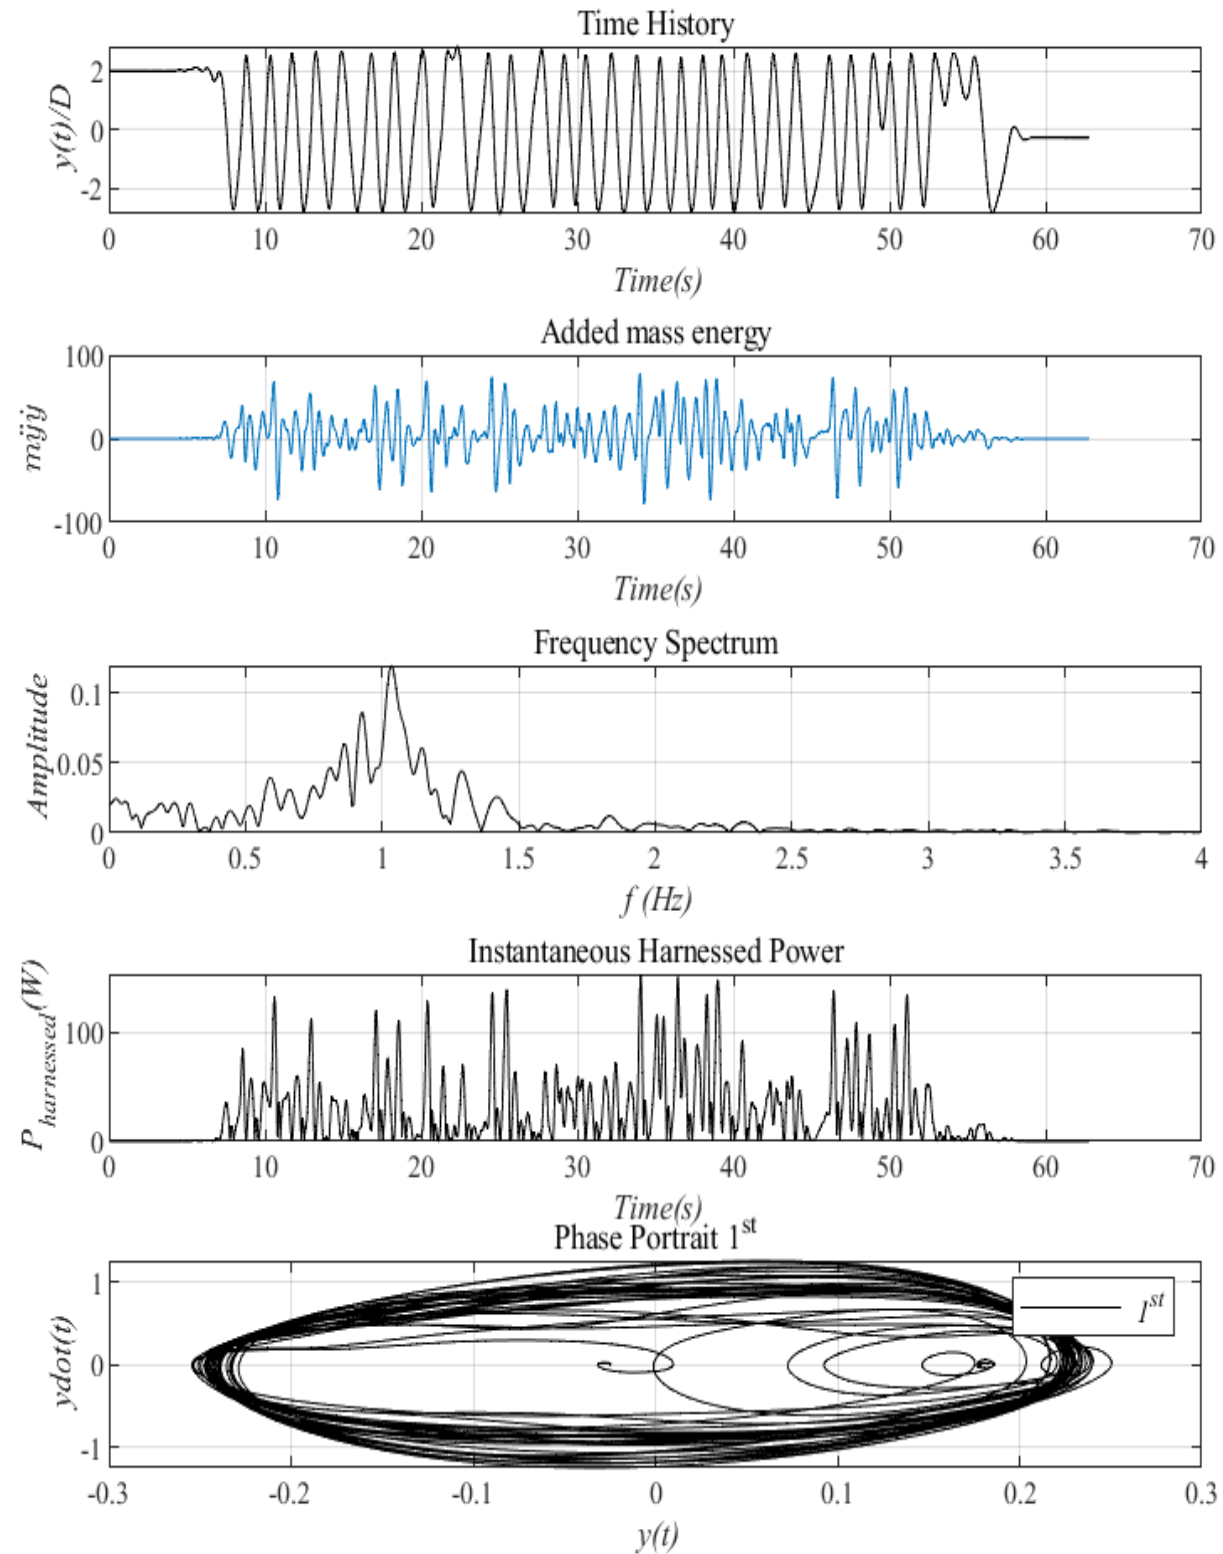 Time History
y(t)/D
2
0
-2
0 10 20 30 40 50 60 70
Time(s)
Added mass energy
mÿẏ
100
0
-100
0 10 20 30 40 50 60 70
Time(s)
Frequency Spectrum
Amplitude
0.1
0.05
0
0 0.5 1 1.5 2 2.5 3 3.5 4
f (Hz)
Instantaneous Harnessed Power
P harnessed (W)
100
0
0 10 20 30 40 50 60 70
Time(s)
Phase Portrait 1st
ydot(t)
1
0
-1
1st
-0.3 -0.2 -0.1 0 0.1 0.2 0.3
y(t)